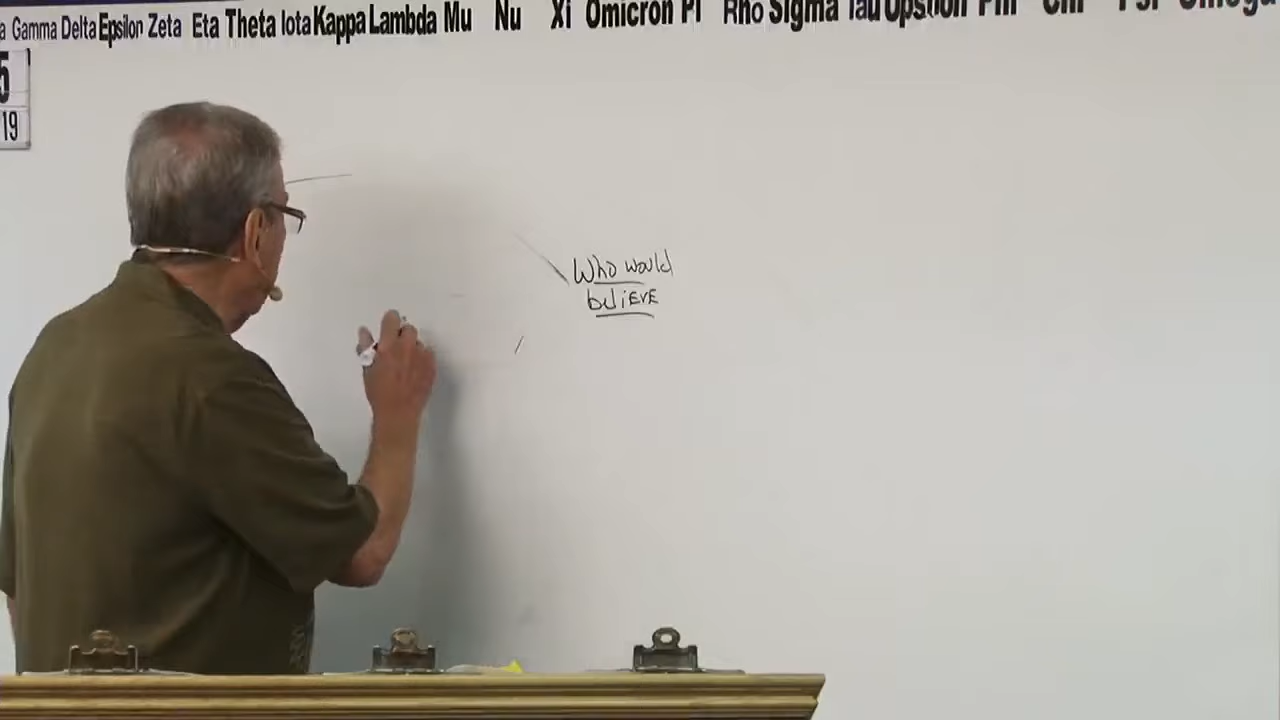 Gamma Delta Epsilon Zeta Eta Theta Iota Kappa Lambda Mu Nu Xi Omicron Pi Rho Sigma Tau Upsilon Phi Chi Psi Omega
5
19
Who would
believe